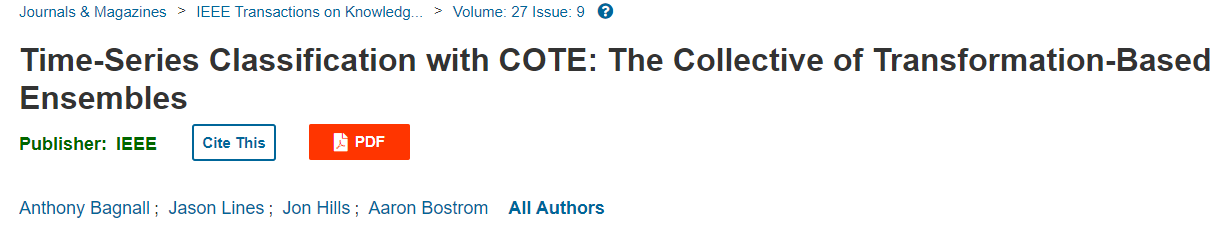 Journals & Magazines > IEEE Transactions on Knowledg... > Volume: 27 Issue: 9 ?
Time-Series Classification with COTE: The Collective of Transformation-Based
Ensembles
Publisher: IEEE Cite This PDF
Anthony Bagnall ; Jason Lines ; Jon Hills ; Aaron Bostrom All Authors